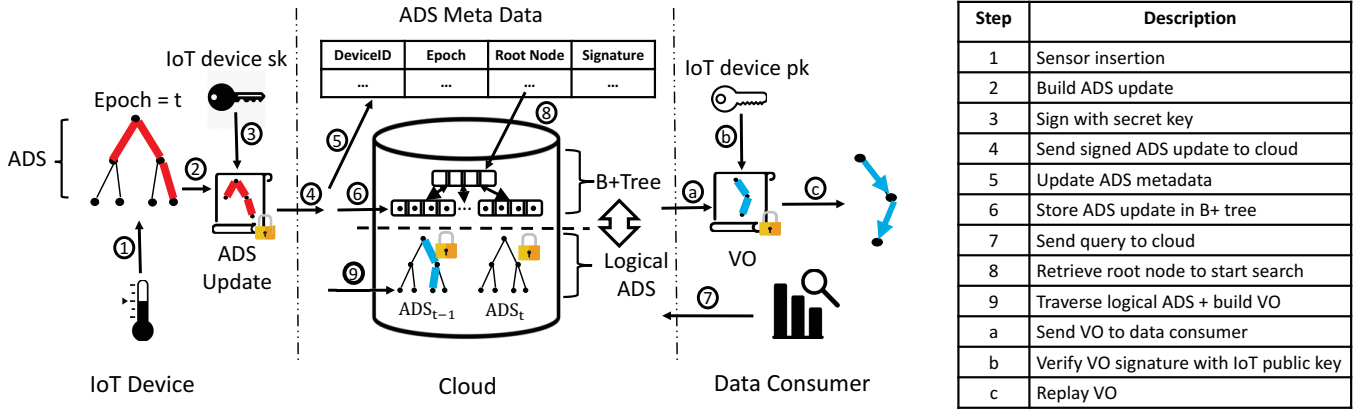 ADS Meta Data
DeviceID Epoch Root Node Signature
... ... ... ...
IoT device sk
Epoch = t
ADS
1
2
3
ADS
Update
IoT Device
4
5
6
8
...
B+Tree
Logical
ADS
9
ADSt−1
ADSt
Cloud
IoT device pk
b
a
c
VO
7
Data Consumer
Step Description
1 Sensor insertion
2 Build ADS update
3 Sign with secret key
4 Send signed ADS update to cloud
5 Update ADS metadata
6 Store ADS update in B+ tree
7 Send query to cloud
8 Retrieve root node to start search
9 Traverse logical ADS + build VO
a Send VO to data consumer
b Verify VO signature with IoT public key
c Replay VO